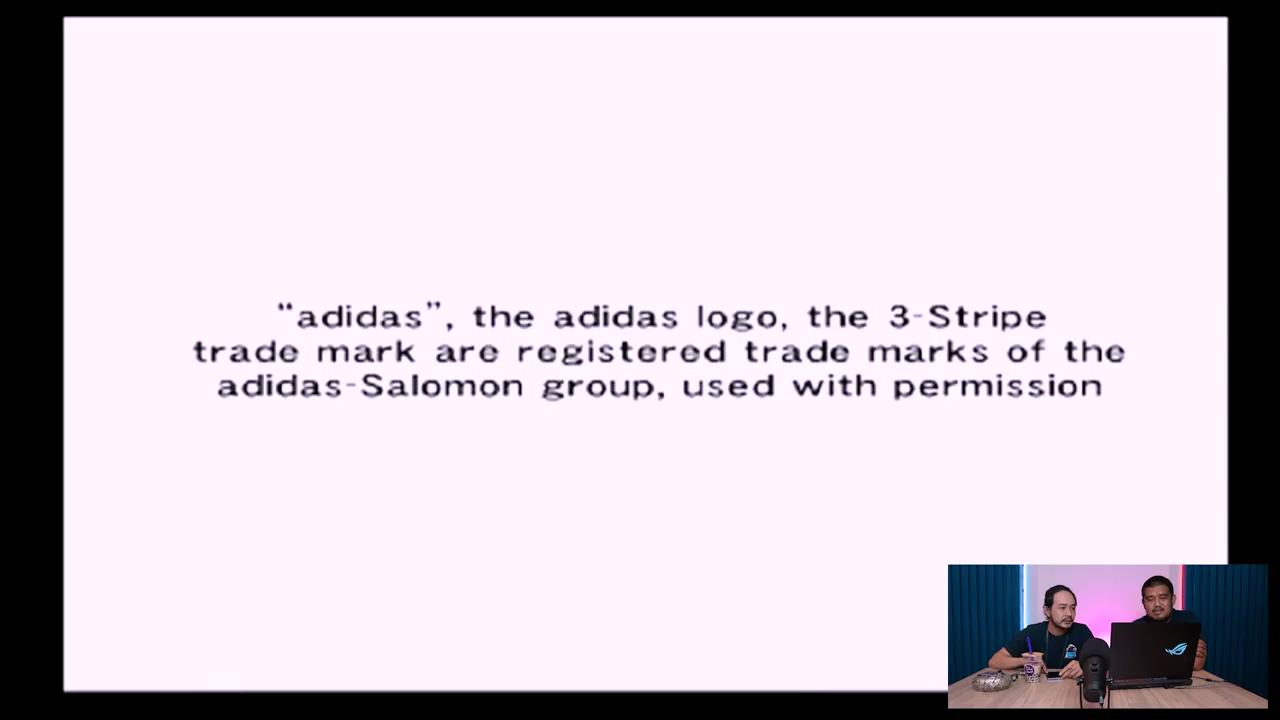 “adidas”, the adidas logo, the 3-Stripe
trade mark are registered trade marks of the
adidas-Salomon group, used with permission